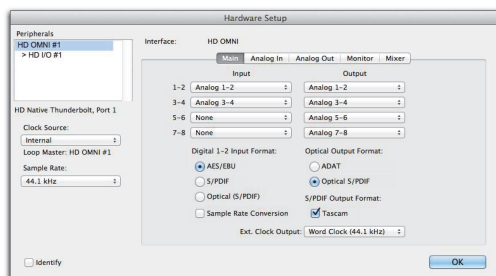 Hardware Setup
Peripherals
HD OMNI #1
> HD I/O #1
HD Native Thunderbolt, Port 1
Clock Source:
Internal
Loop Master: HD OMNI #1
Sample Rate:
44.1 kHz
Identify
Interface: HD OMNI
Main Analog In Analog Out Monitor Mixer
Input Output
1–2 Analog 1–2 Analog 1–2
3–4 Analog 3–4 Analog 3–4
5–6 None Analog 5–6
7–8 None Analog 7–8
Digital 1–2 Input Format: Optical Output Format:
AES/EBU ADAT
S/PDIF Optical S/PDIF
Optical (S/PDIF) S/PDIF Output Format:
Sample Rate Conversion Tascam
Ext. Clock Output: Word Clock (44.1 kHz)
OK